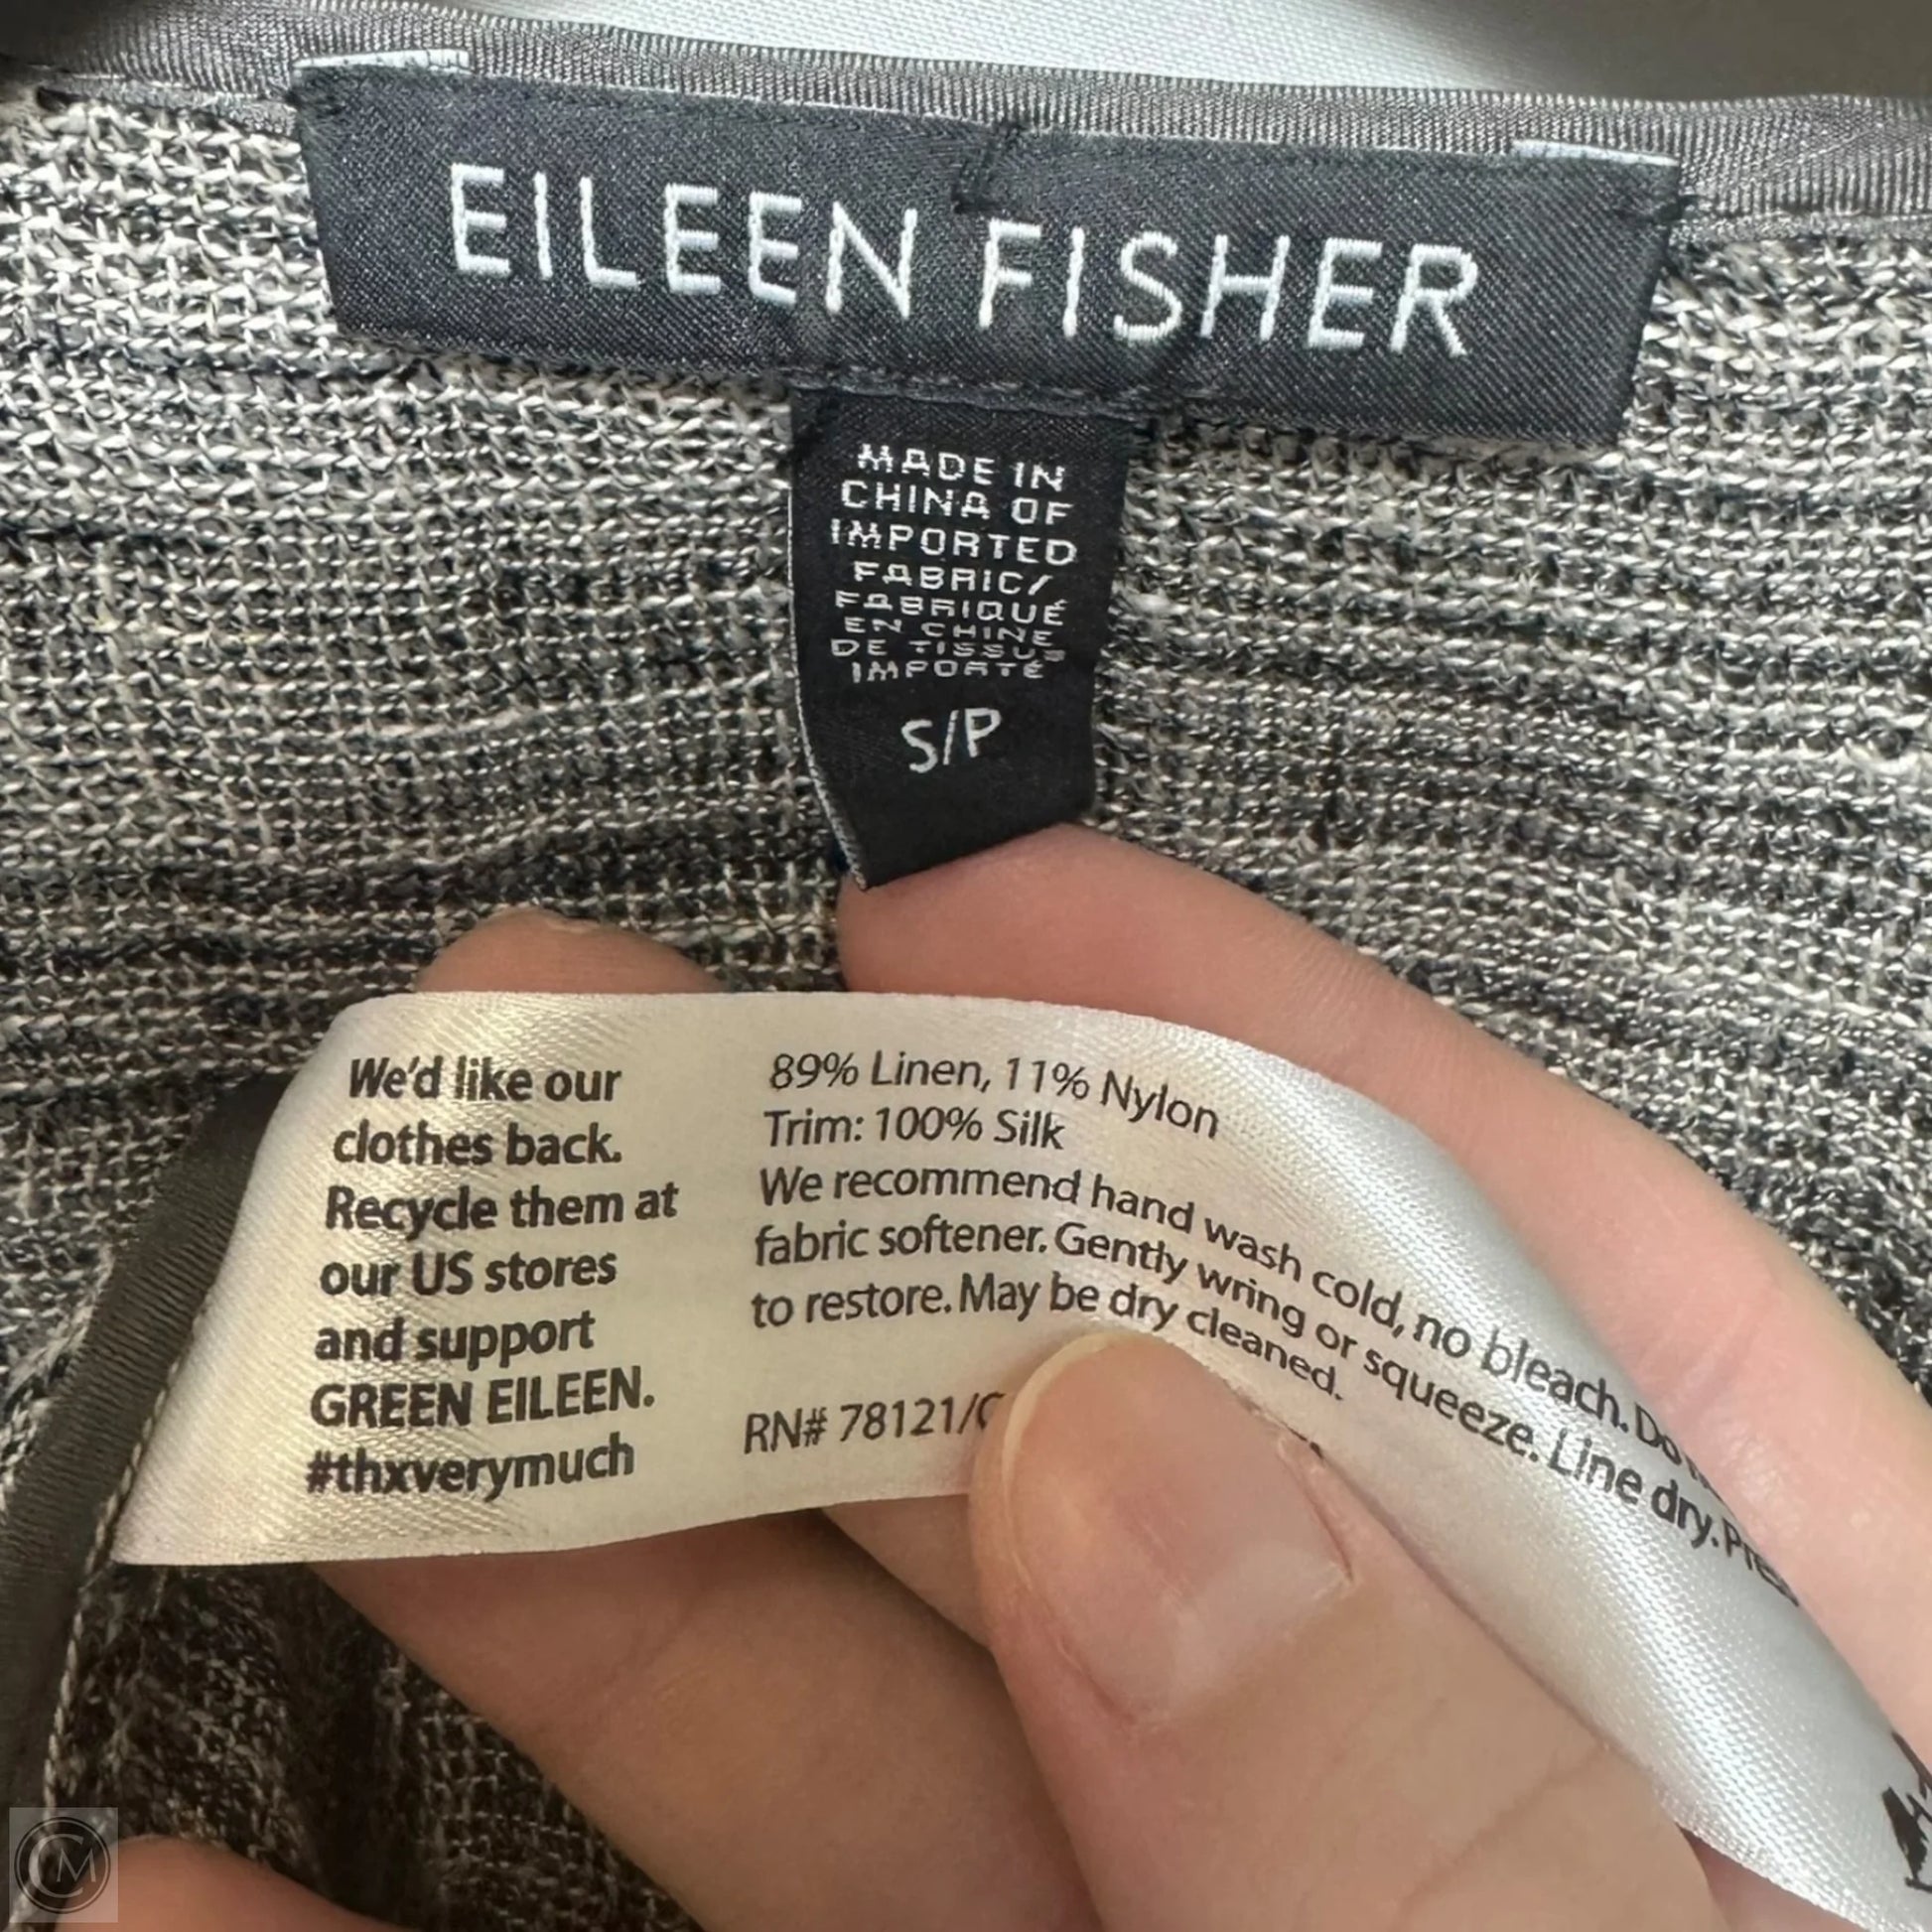 EILEEN FISHER
MADE IN
CHINA OF
IMPORTED
FABRIC/
FABRIQUÉ
EN CHINE
DE TISSUS
IMPORTÉ
S/P
We'd like our
clothes back.
Recycle them at
our US stores
and support
GREEN EILEEN.
#thxverymuch
89% Linen, 11% Nylon
Trim: 100% Silk
We recommend hand wash cold, no bleach. Do
fabric softener. Gently wring or squeeze. Line dry.
to restore. May be dry cleaned.
RN# 78121/C
CM